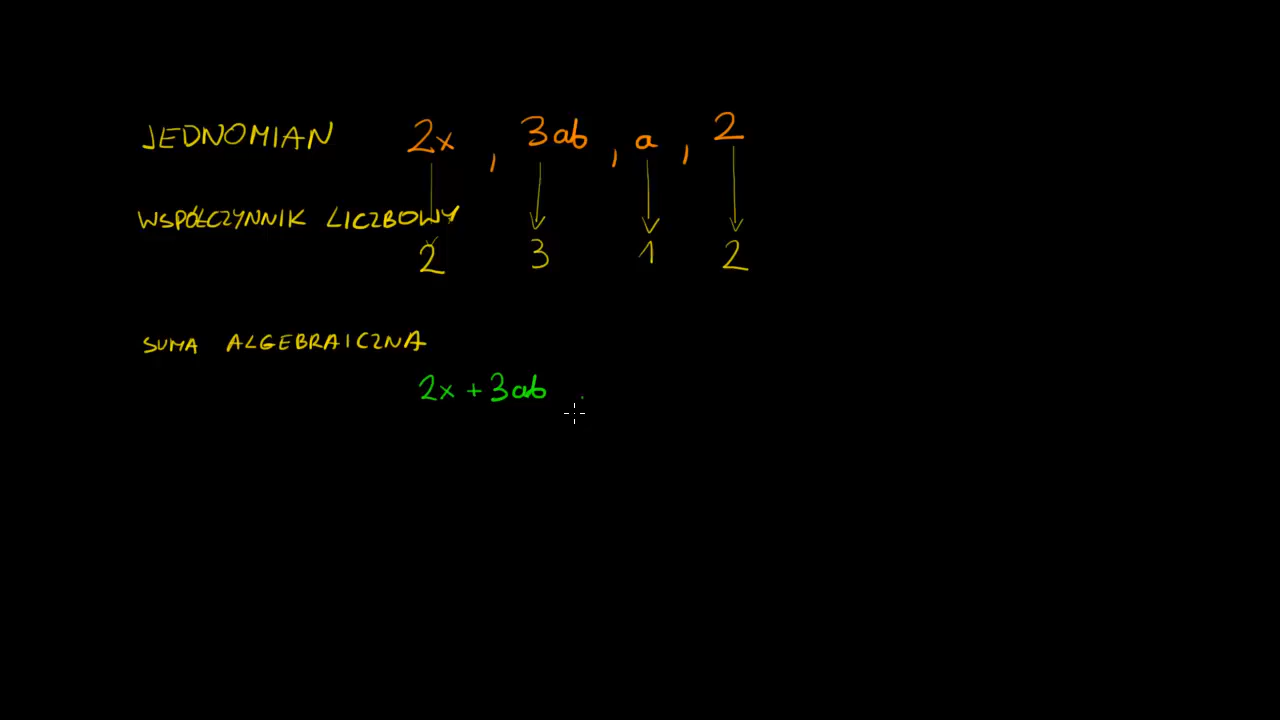 JEDNOMIAN 2x , 3ab , a , 2
WSPÓŁCZYNNIK LICZBOWY
2 3 1 2
SUMA ALGEBRAICZNA
2x + 3ab